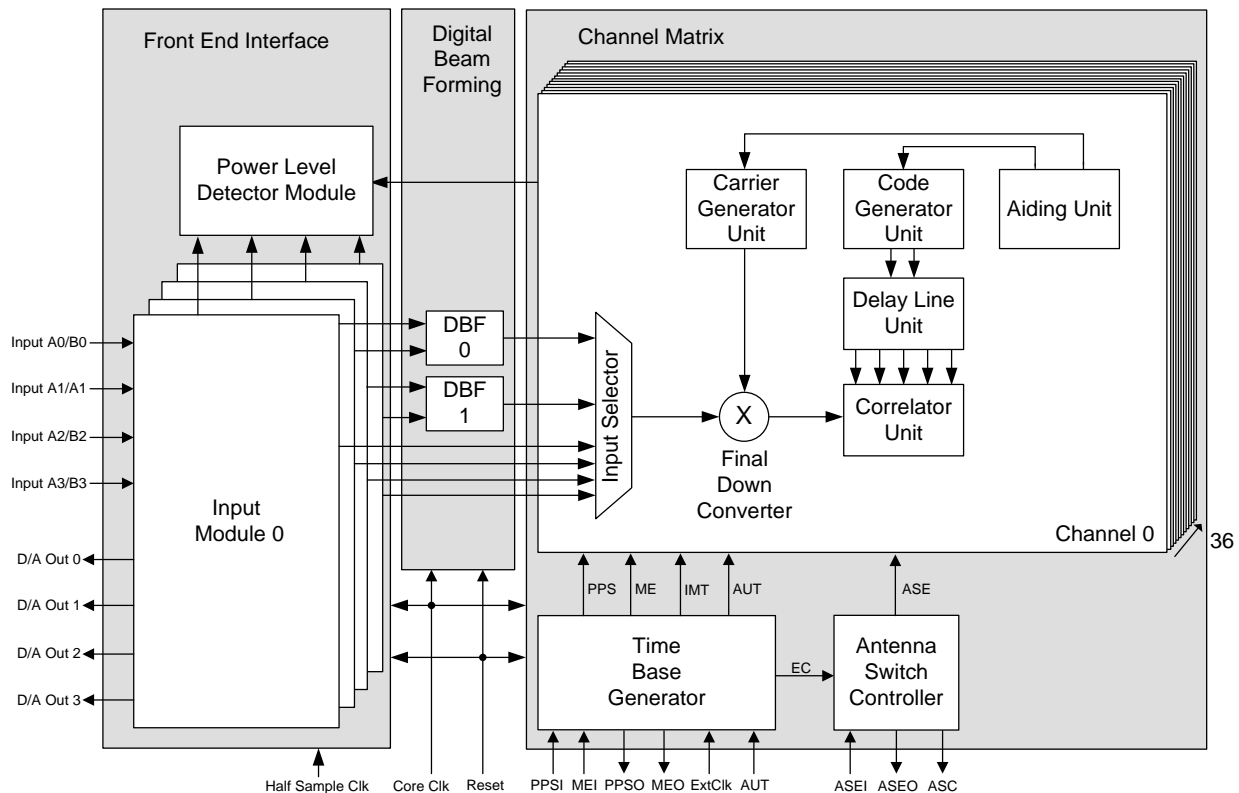 Front End Interface
Digital
Beam
Forming
Channel Matrix
Power Level
Detector Module
Carrier
Generator
Unit
Code
Generator
Unit
Aiding Unit
Delay Line
Unit
DBF
0
DBF
1
Input Selector
X
Correlator
Unit
Final
Down
Converter
Input A0/B0
Input A1/A1
Input A2/B2
Input A3/B3
Input
Module 0
D/A Out 0
D/A Out 1
D/A Out 2
D/A Out 3
Channel 0
36
PPS
ME
IMT
AUT
ASE
Time
Base
Generator
EC
Antenna
Switch
Controller
Half Sample Clk
Core Clk
Reset
PPSI
MEI
PPSO
MEO
ExtClk
AUT
ASEI
ASEO
ASC